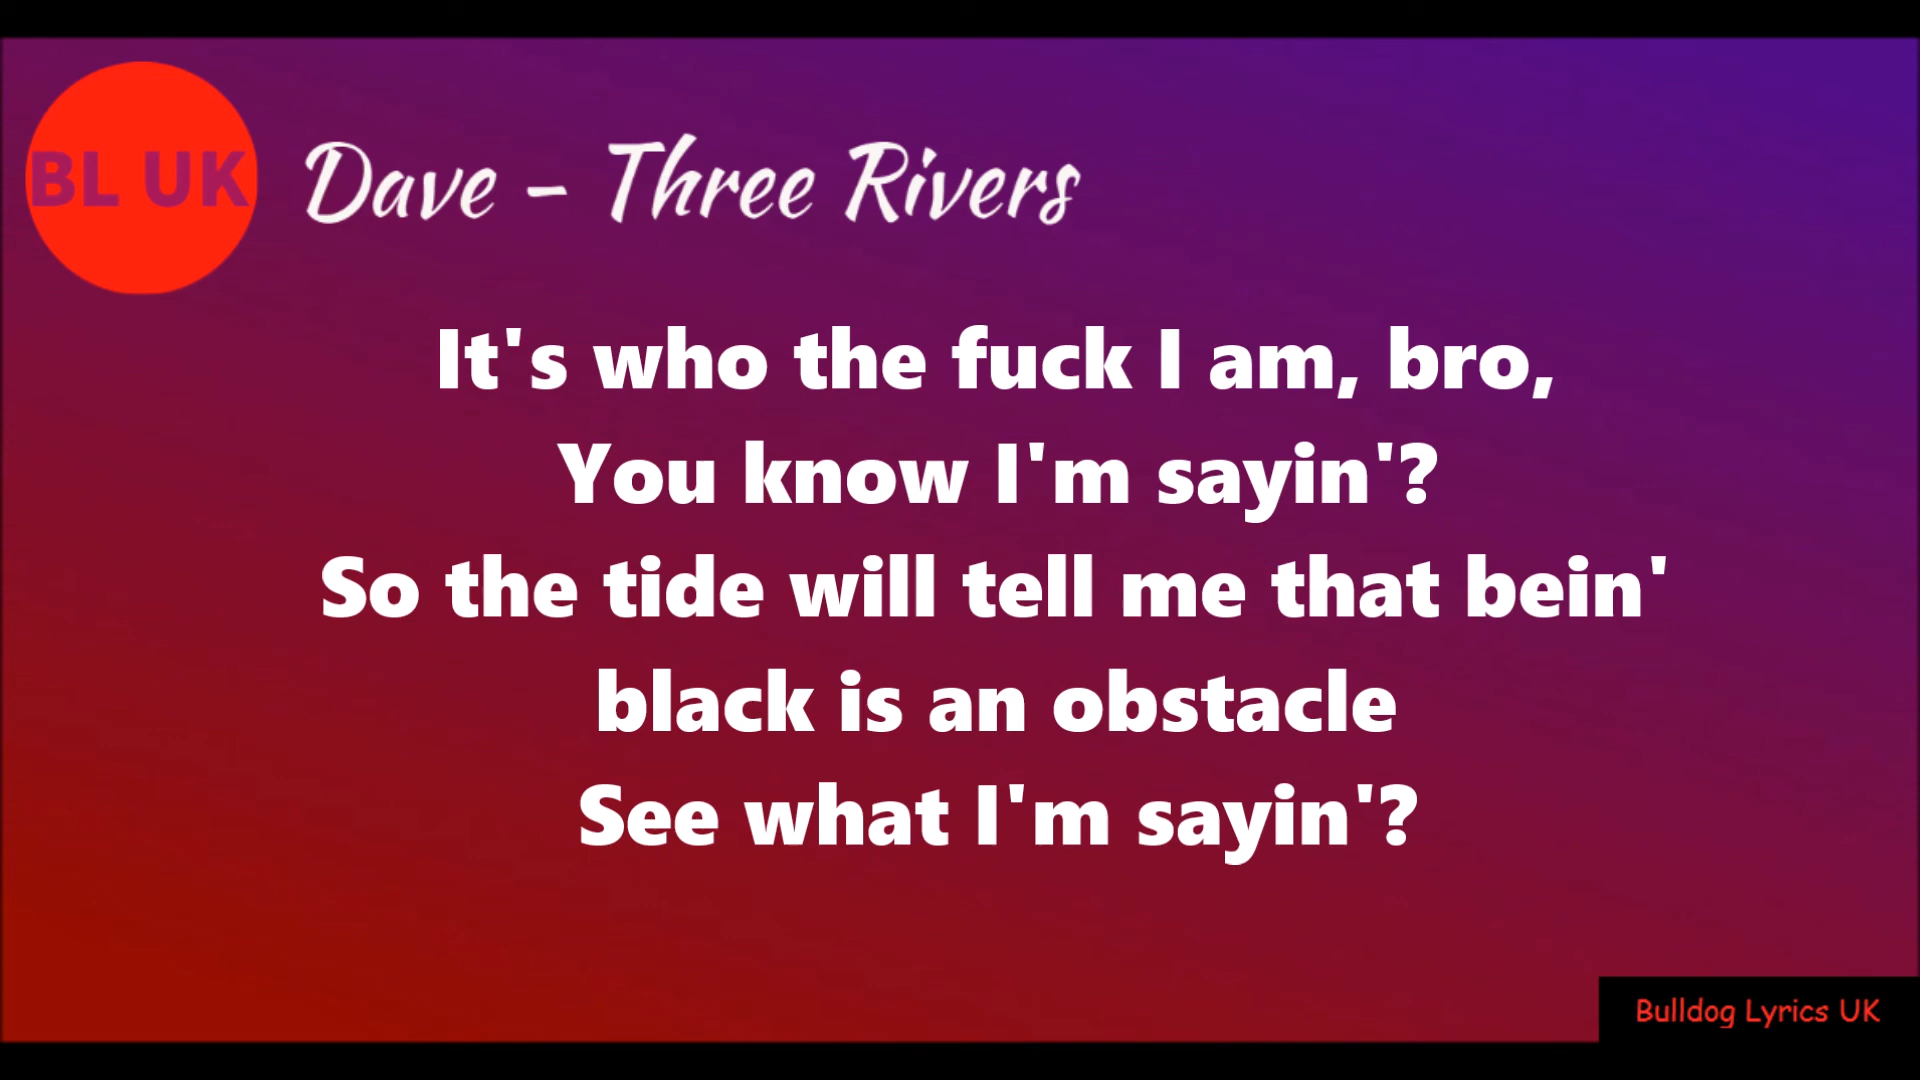 BL UK
Dave - Three Rivers
It's who the fuck I am, bro,
You know I'm sayin'?
So the tide will tell me that bein'
black is an obstacle
See what I'm sayin'?
Bulldog Lyrics UK